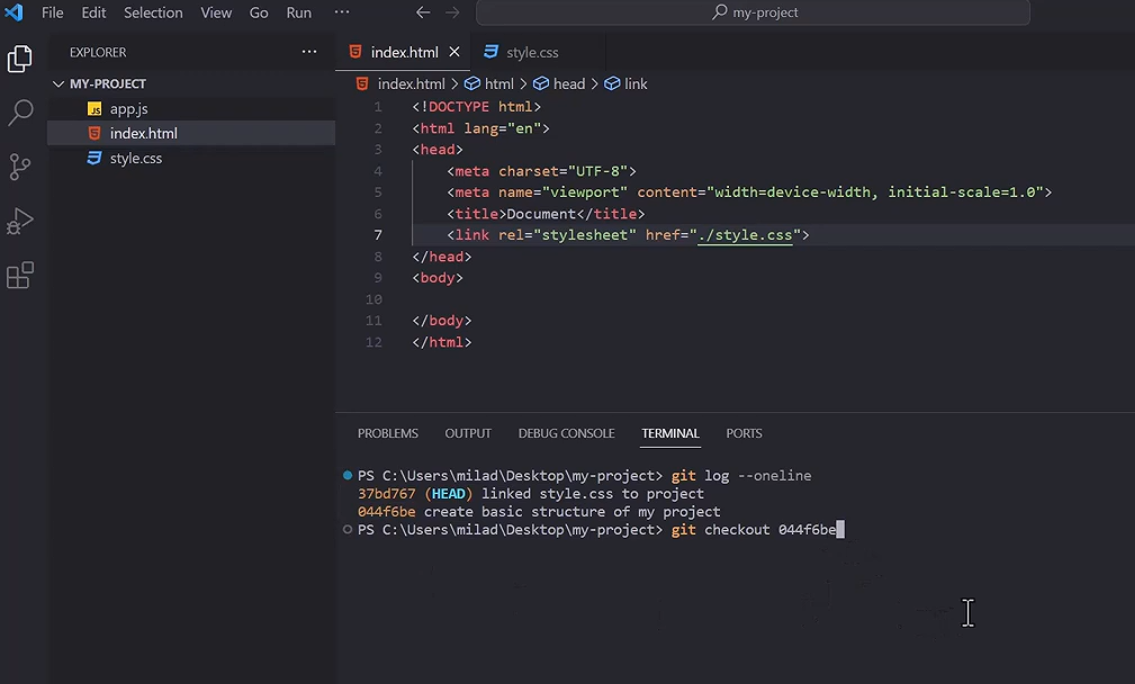 File Edit Selection View Go Run ···
my-project
EXPLORER ···
MY-PROJECT
JS app.js
index.html
style.css
index.html style.css
index.html > html > head > link
1 <!DOCTYPE html>
2 <html lang="en">
3 <head>
4 <meta charset="UTF-8">
5 <meta name="viewport" content="width=device-width, initial-scale=1.0">
6 <title>Document</title>
7 <link rel="stylesheet" href="./style.css">
8 </head>
9 <body>
10
11 </body>
12 </html>
PROBLEMS OUTPUT DEBUG CONSOLE TERMINAL PORTS
PS C:\Users\milad\Desktop\my-project> git log --oneline
37bd767 (HEAD) linked style.css to project
044f6be create basic structure of my project
PS C:\Users\milad\Desktop\my-project> git checkout 044f6be